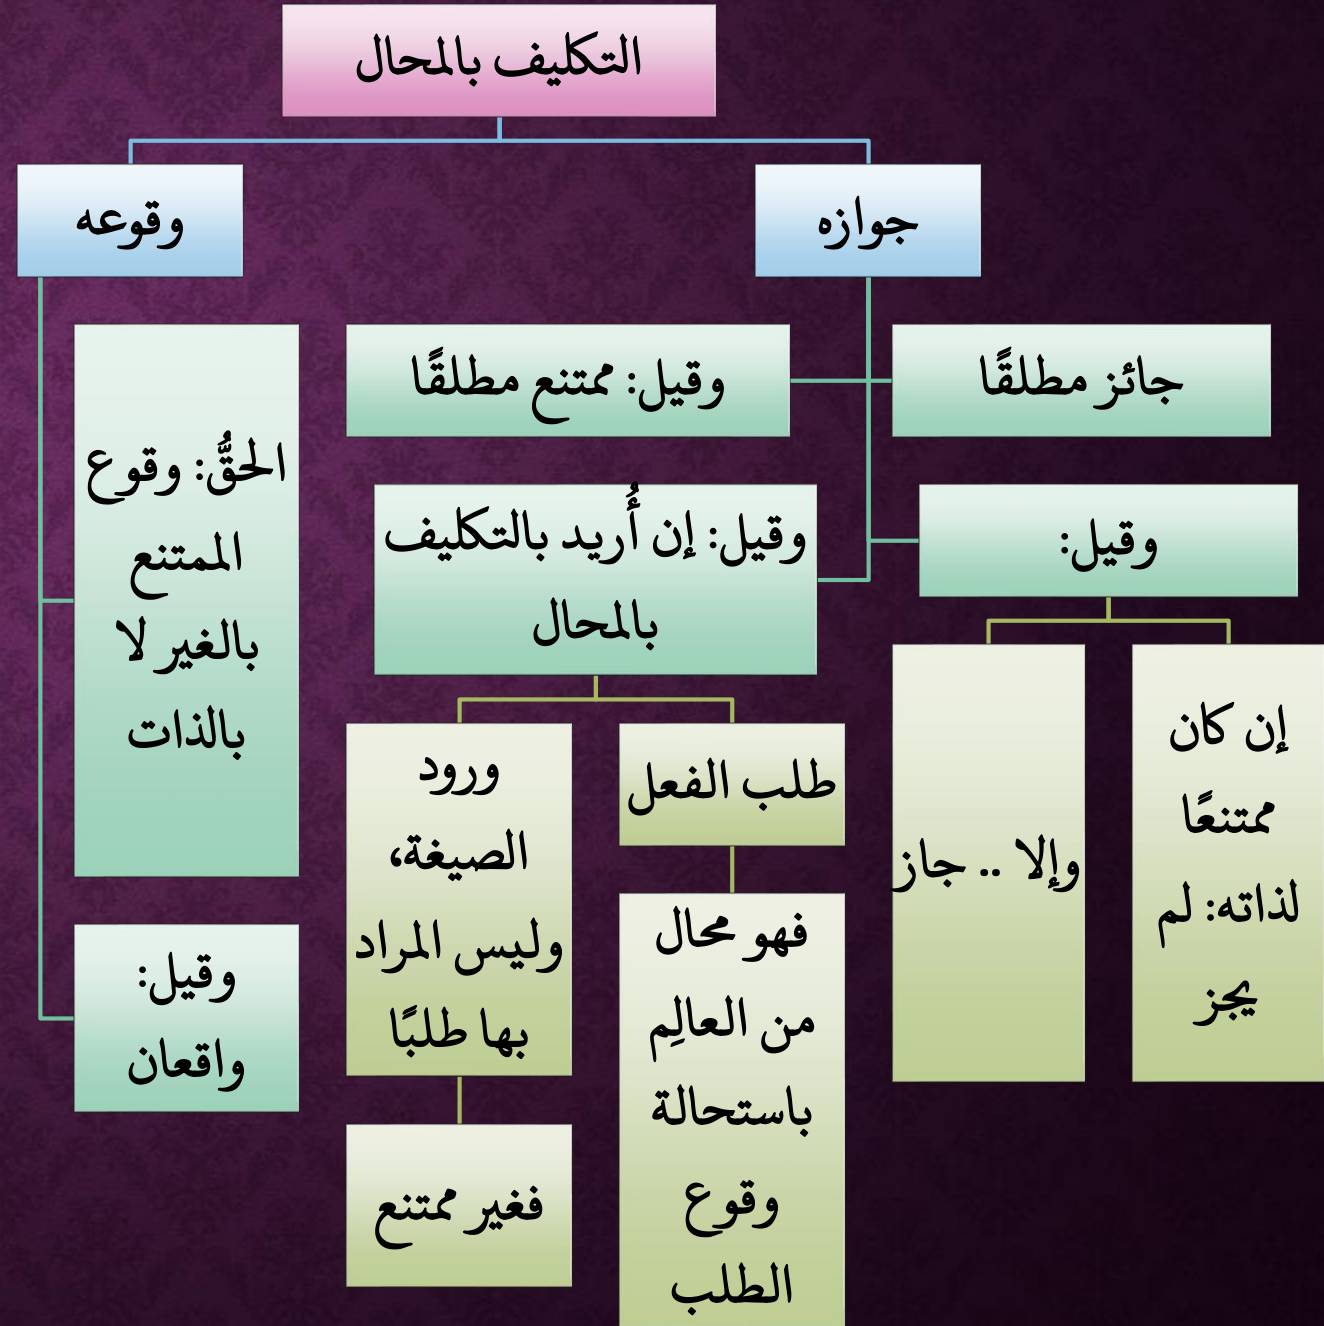 التكليف بالمحال
جوازه
وقوعه
جائز مطلقًا
وقيل: ممتنع مطلقًا
وقيل:
إن كان
ممتنعًا
لذاته: لم
يجز
وإلا .. جاز
وقيل: إن أُريد بالتكليف
بالمحال
طلب الفعل
فهو محال
من العالِم
باستحالة
وقوع
الطلب
ورود
الصيغة،
وليس المراد
بها طلبًا
فغير ممتنع
الحقُّ: وقوع
الممتنع
بالغير لا
بالذات
وقيل:
واقعان